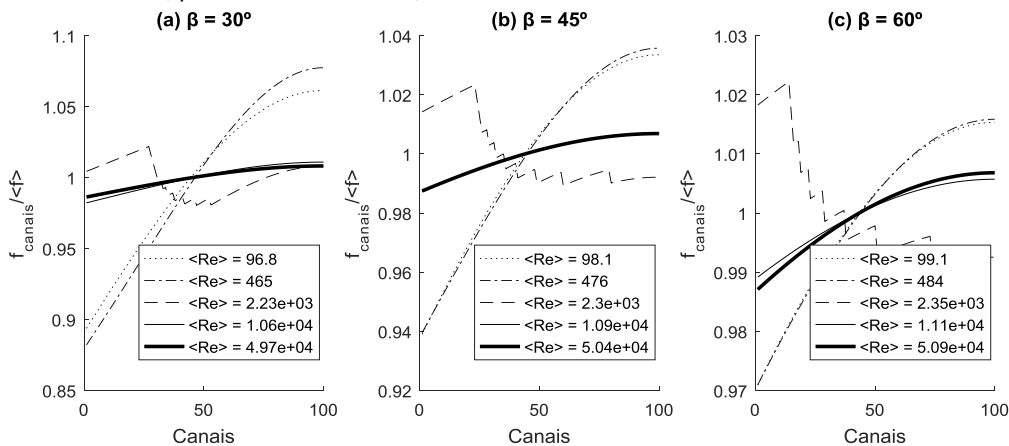 (a) β = 30º
1.1
1.05
1
0.95
0.9
0.85
f_canais/<f>
<Re> = 96.8
<Re> = 465
<Re> = 2.23e+03
<Re> = 1.06e+04
<Re> = 4.97e+04
0 50 100
Canais
(b) β = 45º
1.04
1.02
1
0.98
0.96
0.94
0.92
f_canais/<f>
<Re> = 98.1
<Re> = 476
<Re> = 2.3e+03
<Re> = 1.09e+04
<Re> = 5.04e+04
0 50 100
Canais
(c) β = 60º
1.03
1.02
1.01
1
0.99
0.98
0.97
f_canais/<f>
<Re> = 99.1
<Re> = 484
<Re> = 2.35e+03
<Re> = 1.11e+04
<Re> = 5.09e+04
0 50 100
Canais